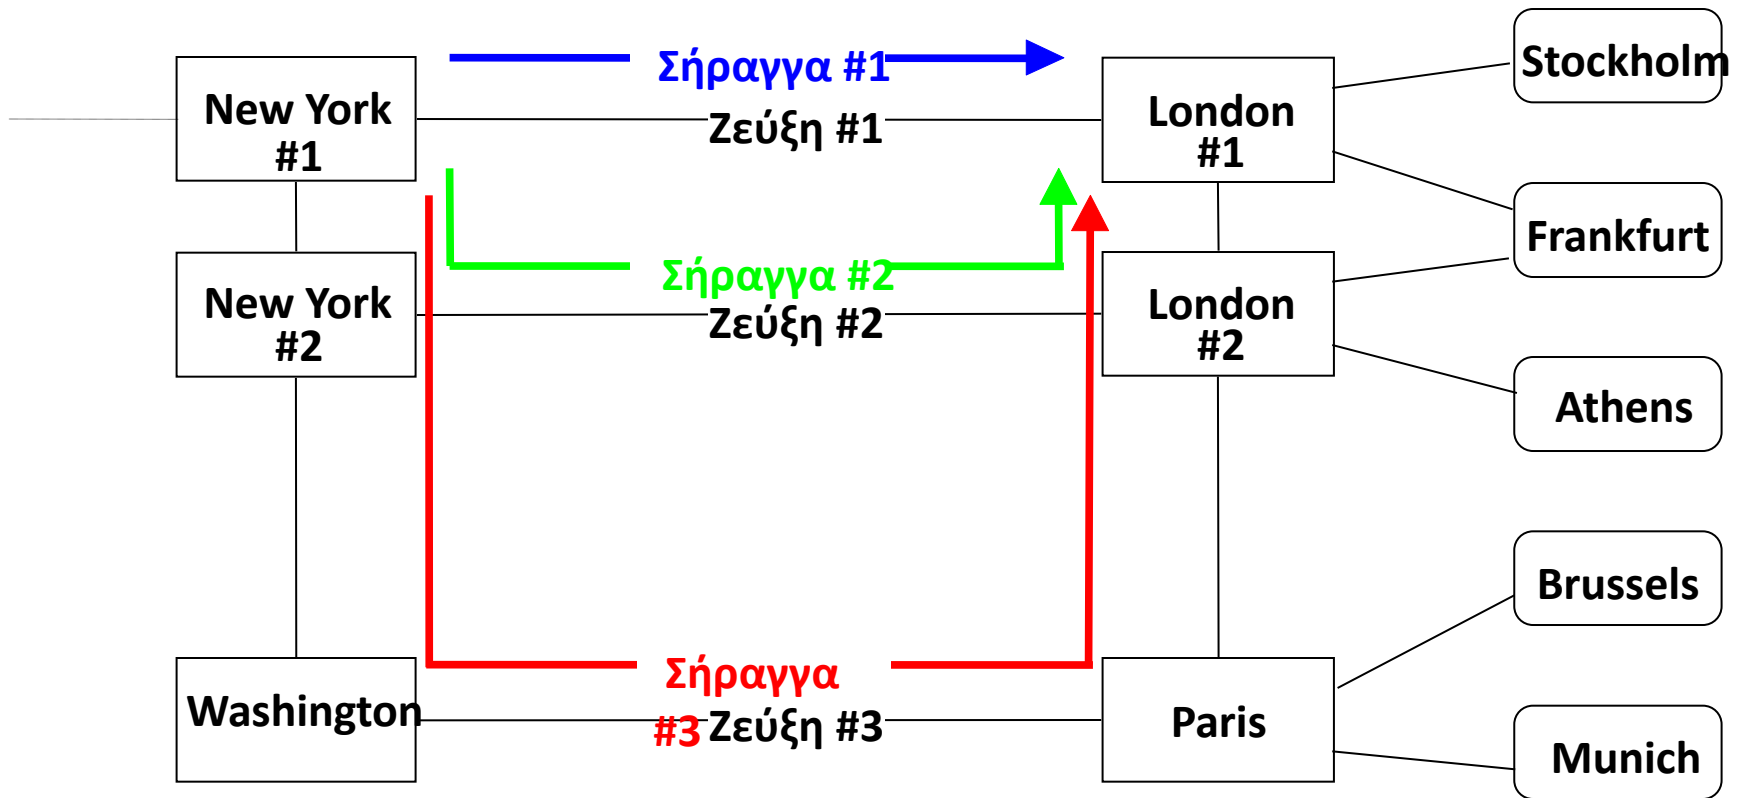 Stockholm
Σήραγγα #1
New York
#1
Ζεύξη #1
London
#1
Frankfurt
Σήραγγα #2
New York
#2
Ζεύξη #2
London
#2
Athens
Brussels
Σήραγγα
#3
Washington
Ζεύξη #3
Paris
Munich